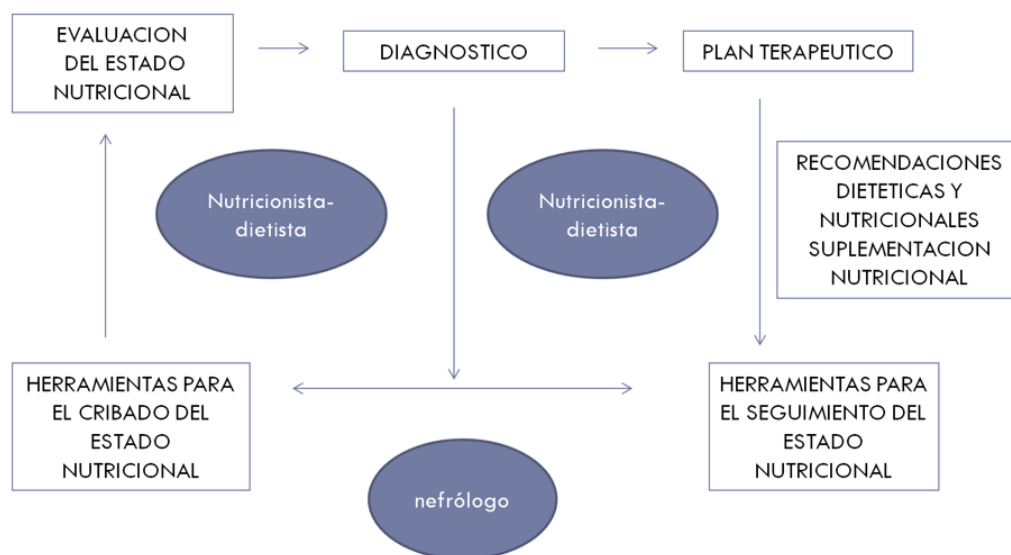 EVALUACION
DEL ESTADO
NUTRICIONAL
DIAGNOSTICO
PLAN TERAPEUTICO
Nutricionista-
dietista
Nutricionista-
dietista
RECOMENDACIONES
DIETETICAS Y
NUTRICIONALES
SUPLEMENTACION
NUTRICIONAL
HERRAMIENTAS PARA
EL CRIBADO DEL
ESTADO
NUTRICIONAL
HERRAMIENTAS PARA
EL SEGUIMIENTO DEL
ESTADO
NUTRICIONAL
nefrólogo